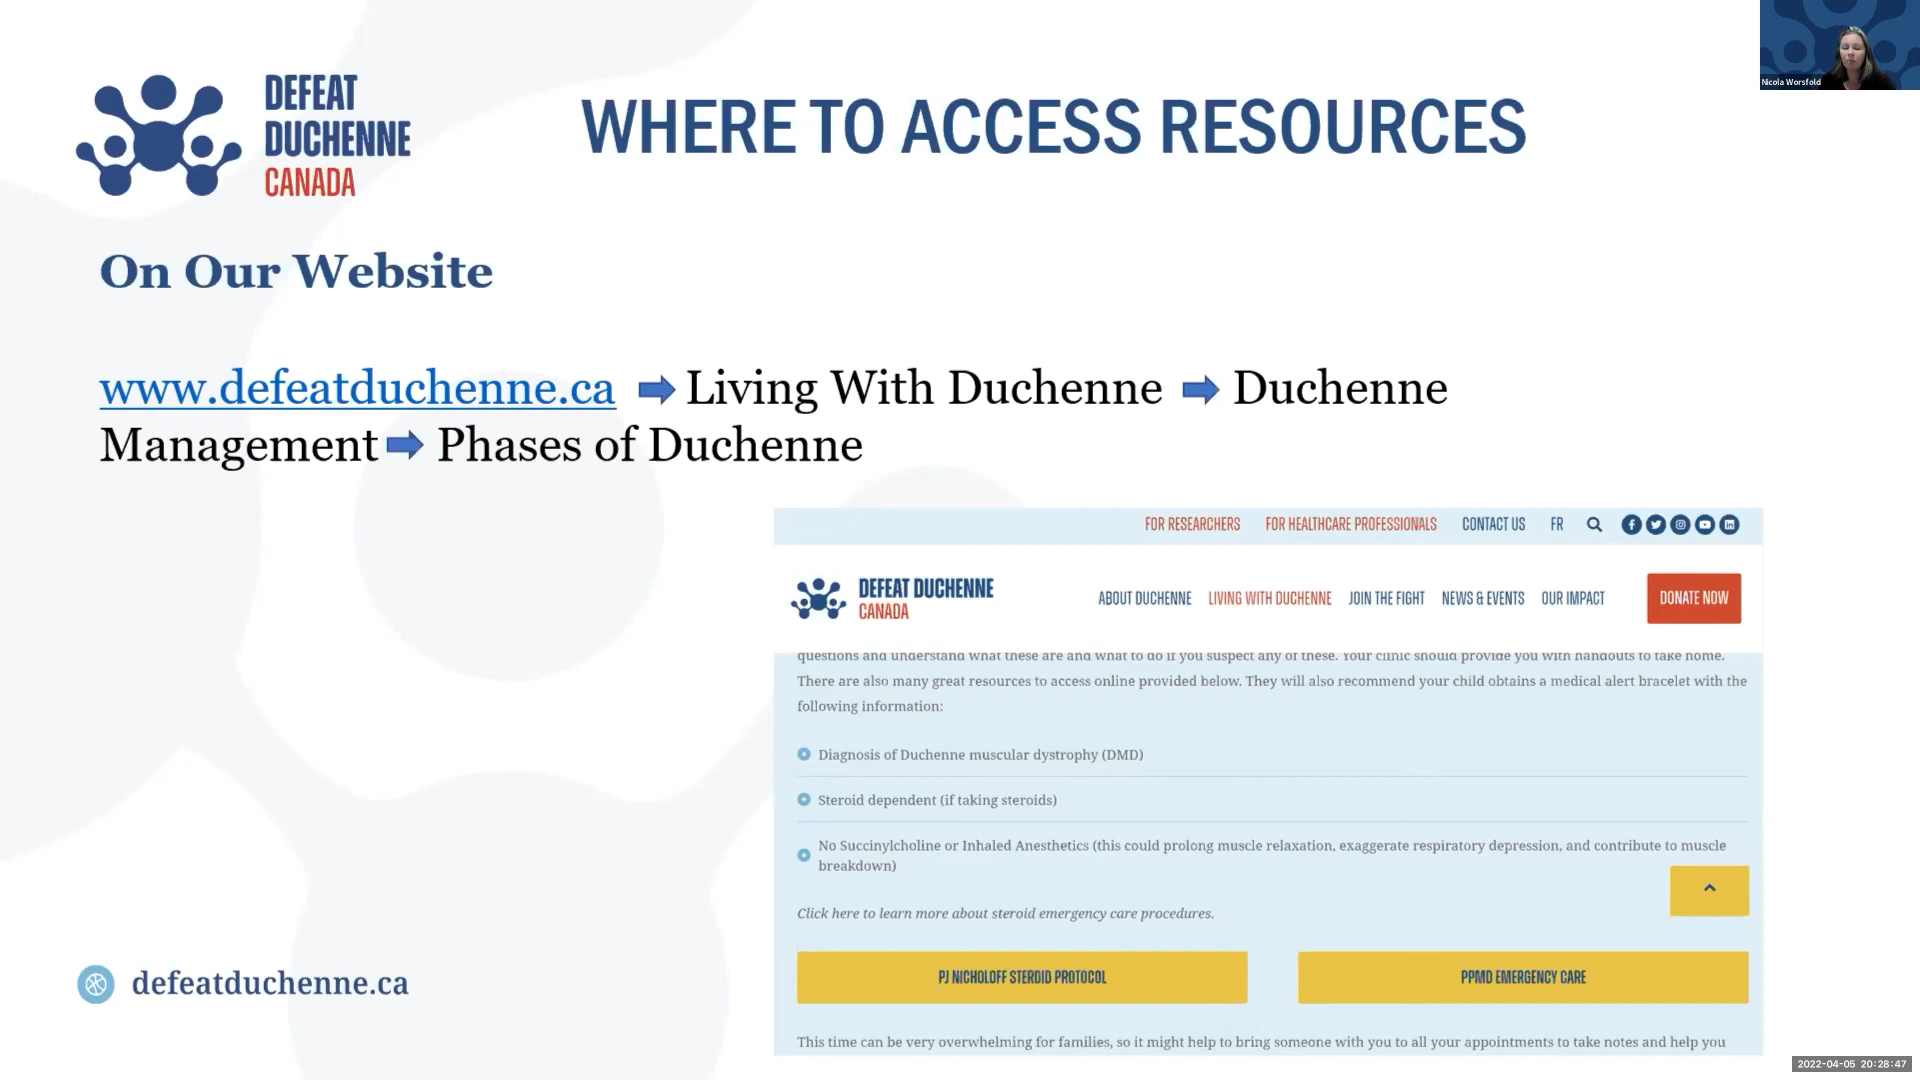 Nicola Worsfold
DEFEAT
DUCHENNE
CANADA
WHERE TO ACCESS RESOURCES
On Our Website
www.defeatduchenne.ca Living With Duchenne Duchenne
Management Phases of Duchenne
FOR RESEARCHERS FOR HEALTHCARE PROFESSIONALS CONTACT US FR
DEFEAT DUCHENNE
CANADA
ABOUT DUCHENNE LIVING WITH DUCHENNE JOIN THE FIGHT NEWS & EVENTS OUR IMPACT DONATE NOW
questions and understand what these are and what to do if you suspect any of these. Your clinic should provide you with handouts to take home.
There are also many great resources to access online provided below. They will also recommend your child obtains a medical alert bracelet with the
following information:
Diagnosis of Duchenne muscular dystrophy (DMD)
Steroid dependent (if taking steroids)
No Succinylcholine or Inhaled Anesthetics (this could prolong muscle relaxation, exaggerate respiratory depression, and contribute to muscle
breakdown)
Click here to learn more about steroid emergency care procedures.
PJ NICHOLOFF STEROID PROTOCOL PPMD EMERGENCY CARE
This time can be very overwhelming for families, so it might help to bring someone with you to all your appointments to take notes and help you
defeatduchenne.ca
2022-04-05 20:28:47